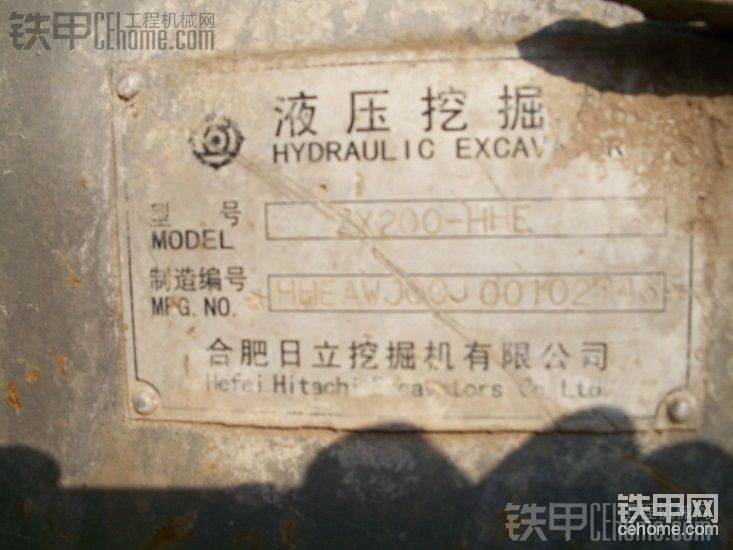 铁甲 工程机械网
CEhome.com
液压挖掘
HYDRAULIC
型 号 ZX200-HHE
MODEL
制造编号
MFG. NO.
合肥日立挖掘机有限公司
Hefei Hitachi Excavators Co., Ltd.
铁甲网
cehome.com
铁甲